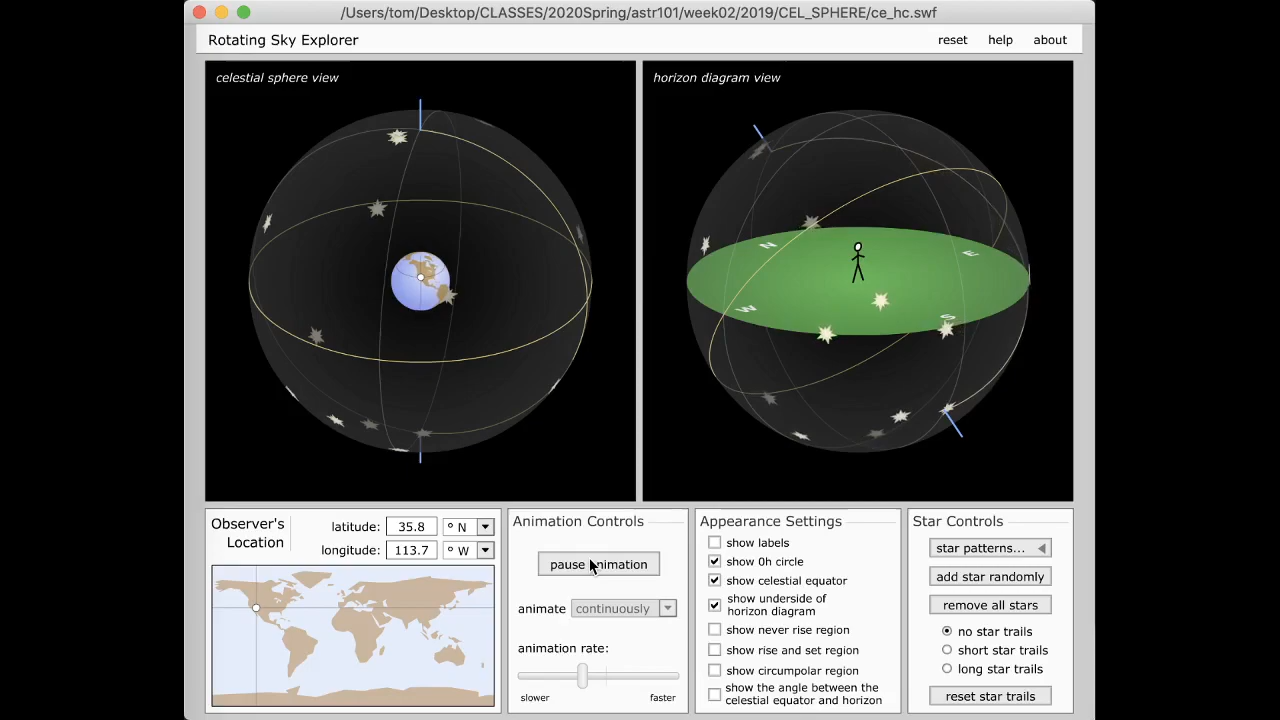 /Users/tom/Desktop/CLASSES/2020Spring/astr101/week02/2019/CEL_SPHERE/ce_hc.swf
Rotating Sky Explorer
reset help about
celestial sphere view
horizon diagram view
N
E
W
S
Observer's
Location
latitude: 35.8 ° N
longitude: 113.7 ° W
Animation Controls
pause animation
animate continuously
animation rate:
slower faster
Appearance Settings
show labels
show 0h circle
show celestial equator
show underside of
horizon diagram
show never rise region
show rise and set region
show circumpolar region
show the angle between the
celestial equator and horizon
Star Controls
star patterns...
add star randomly
remove all stars
no star trails
short star trails
long star trails
reset star trails